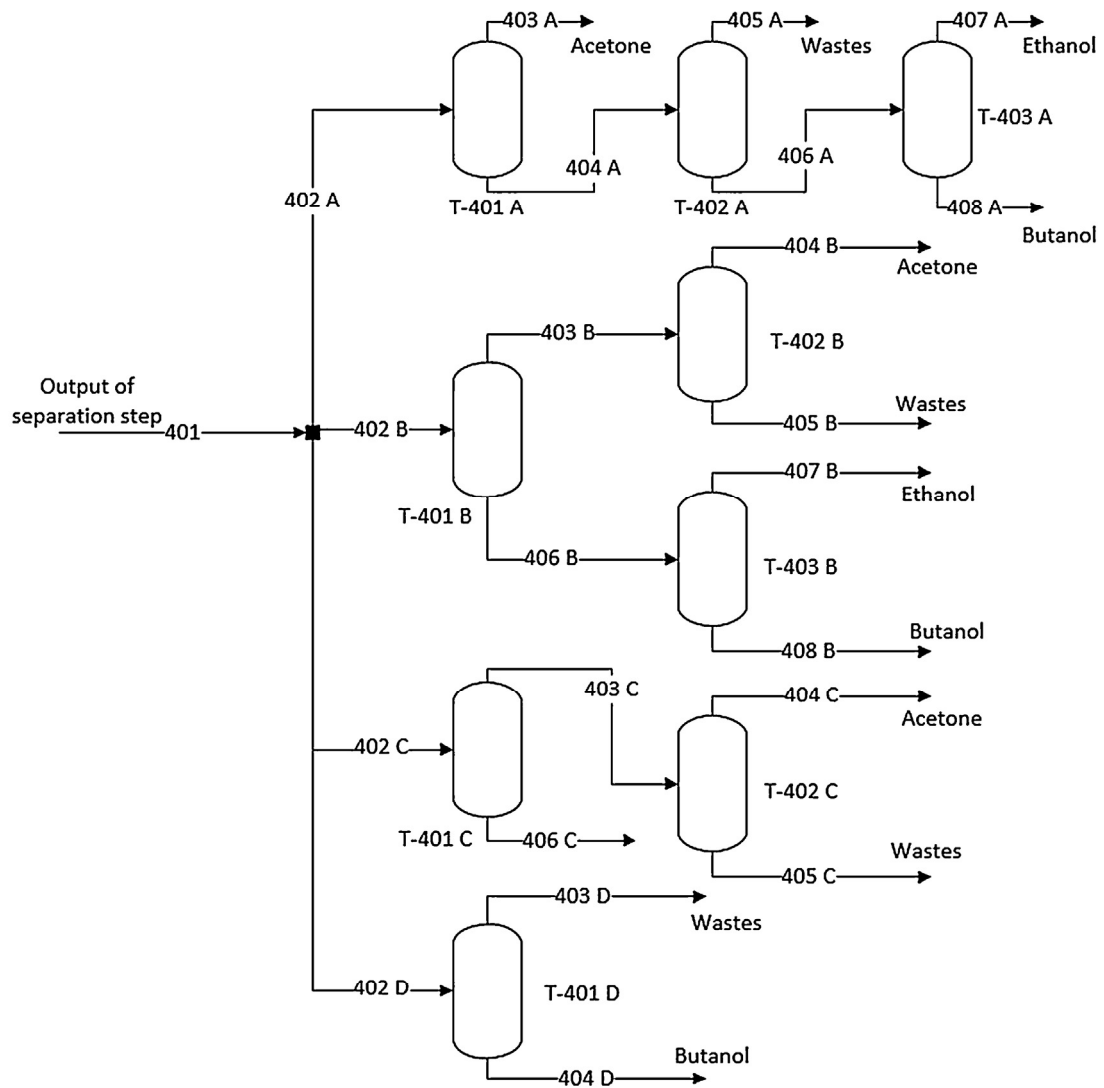 403 A
Acetone
405 A
Wastes
407 A
Ethanol
T-403 A
404 A
406 A
402 A
T-401 A
T-402 A
408 A
Butanol
404 B
Acetone
403 B
T-402 B
Output of
separation step
401
402 B
Wastes
405 B
407 B
Ethanol
T-401 B
406 B
T-403 B
Butanol
408 B
403 C
404 C
Acetone
402 C
T-402 C
T-401 C
406 C
Wastes
405 C
403 D
Wastes
402 D
T-401 D
Butanol
404 D